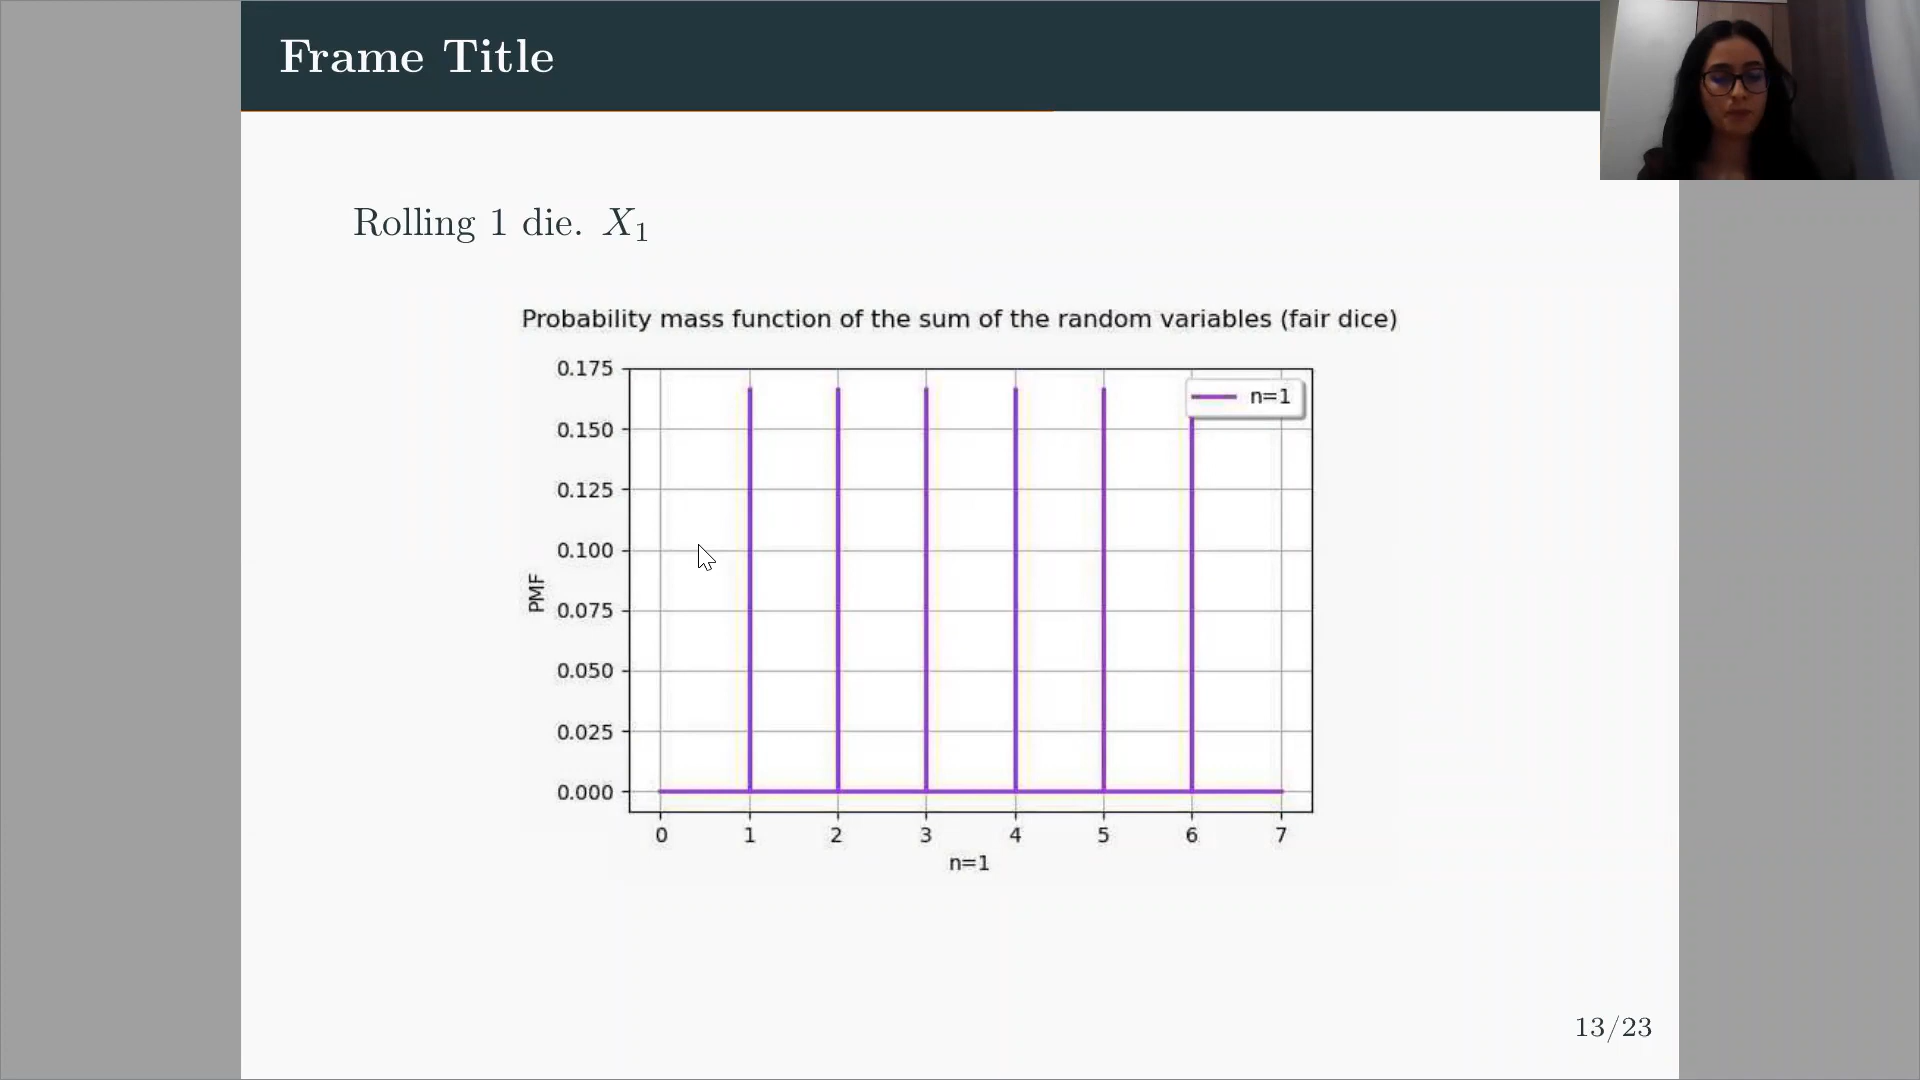 Frame Title
Rolling 1 die. X₁
Probability mass function of the sum of the random variables (fair dice)
0.175
n=1
0.150
0.125
0.100
PMF
0.075
0.050
0.025
0.000
0 1 2 3 4 5 6 7
n=1
13/23